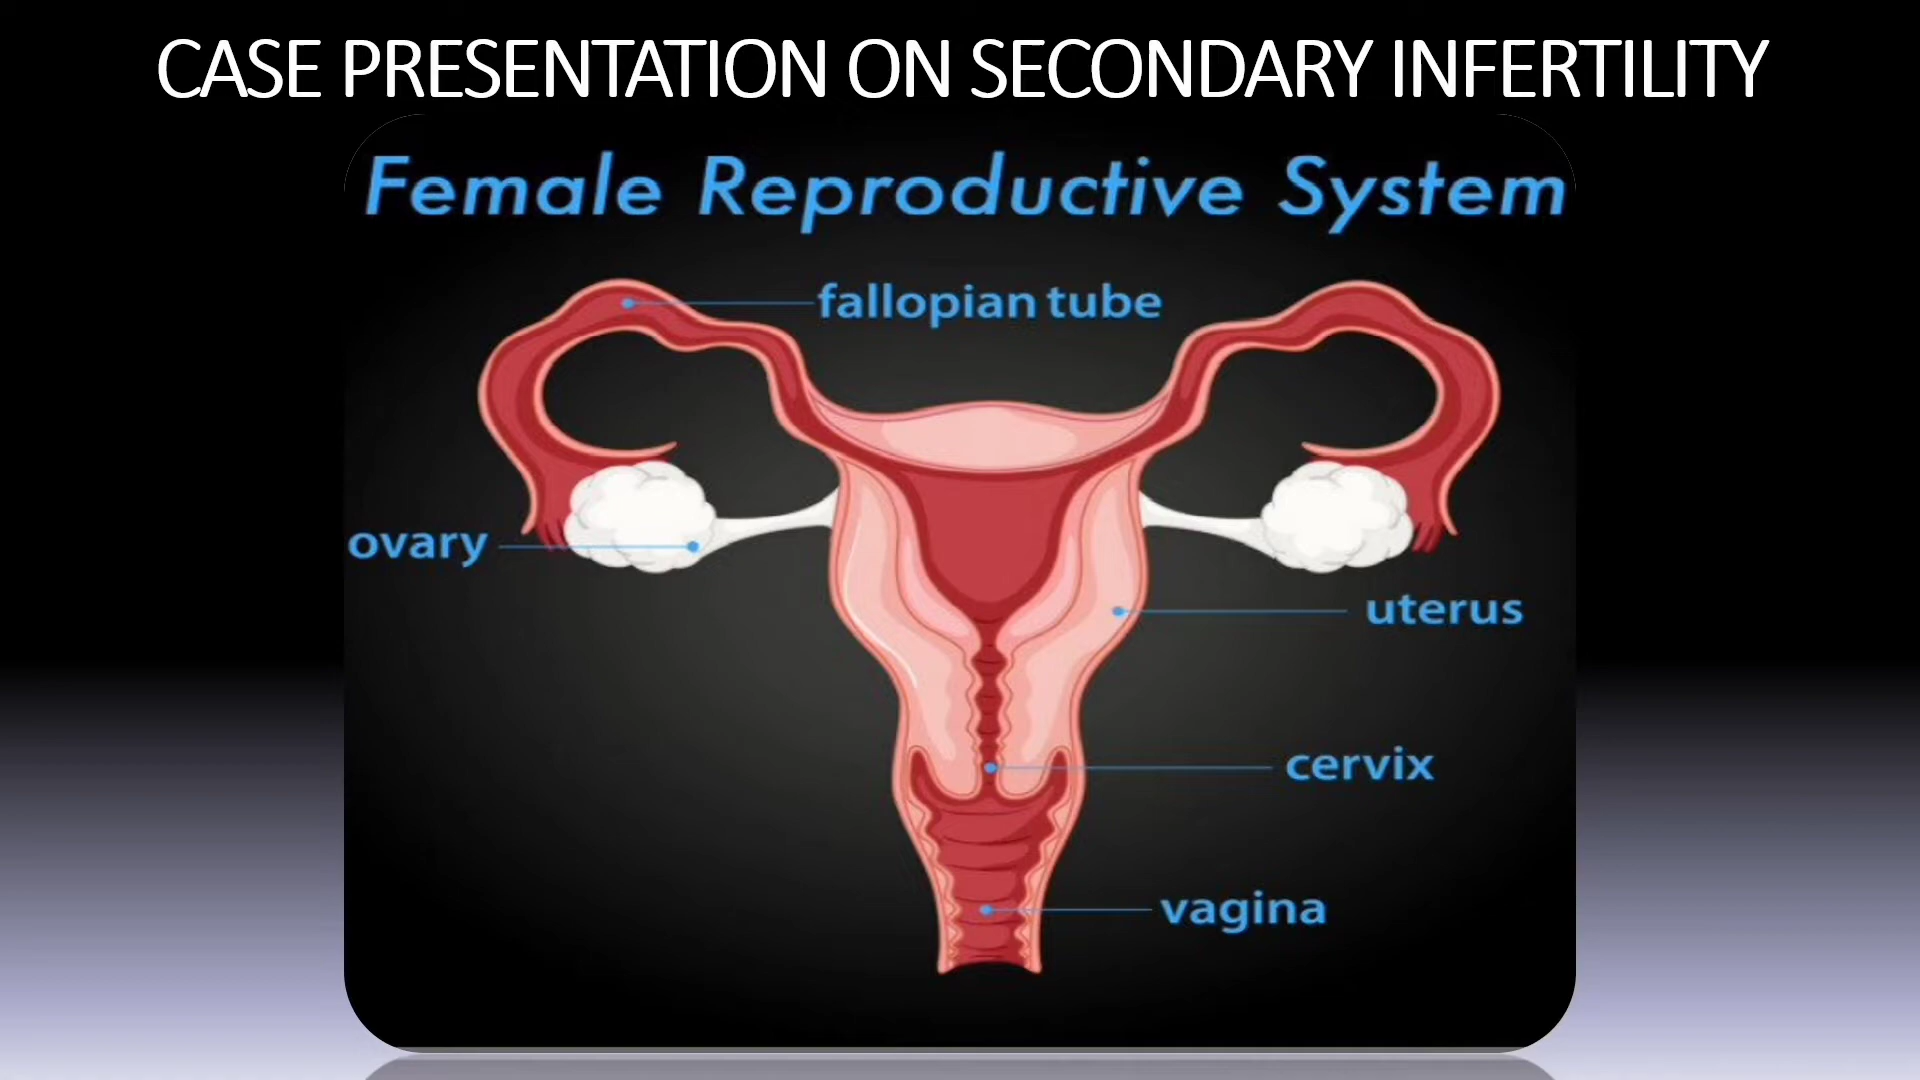 CASE PRESENTATION ON SECONDARY INFERTILITY
Female Reproductive System
fallopian tube
ovary
uterus
cervix
vagina